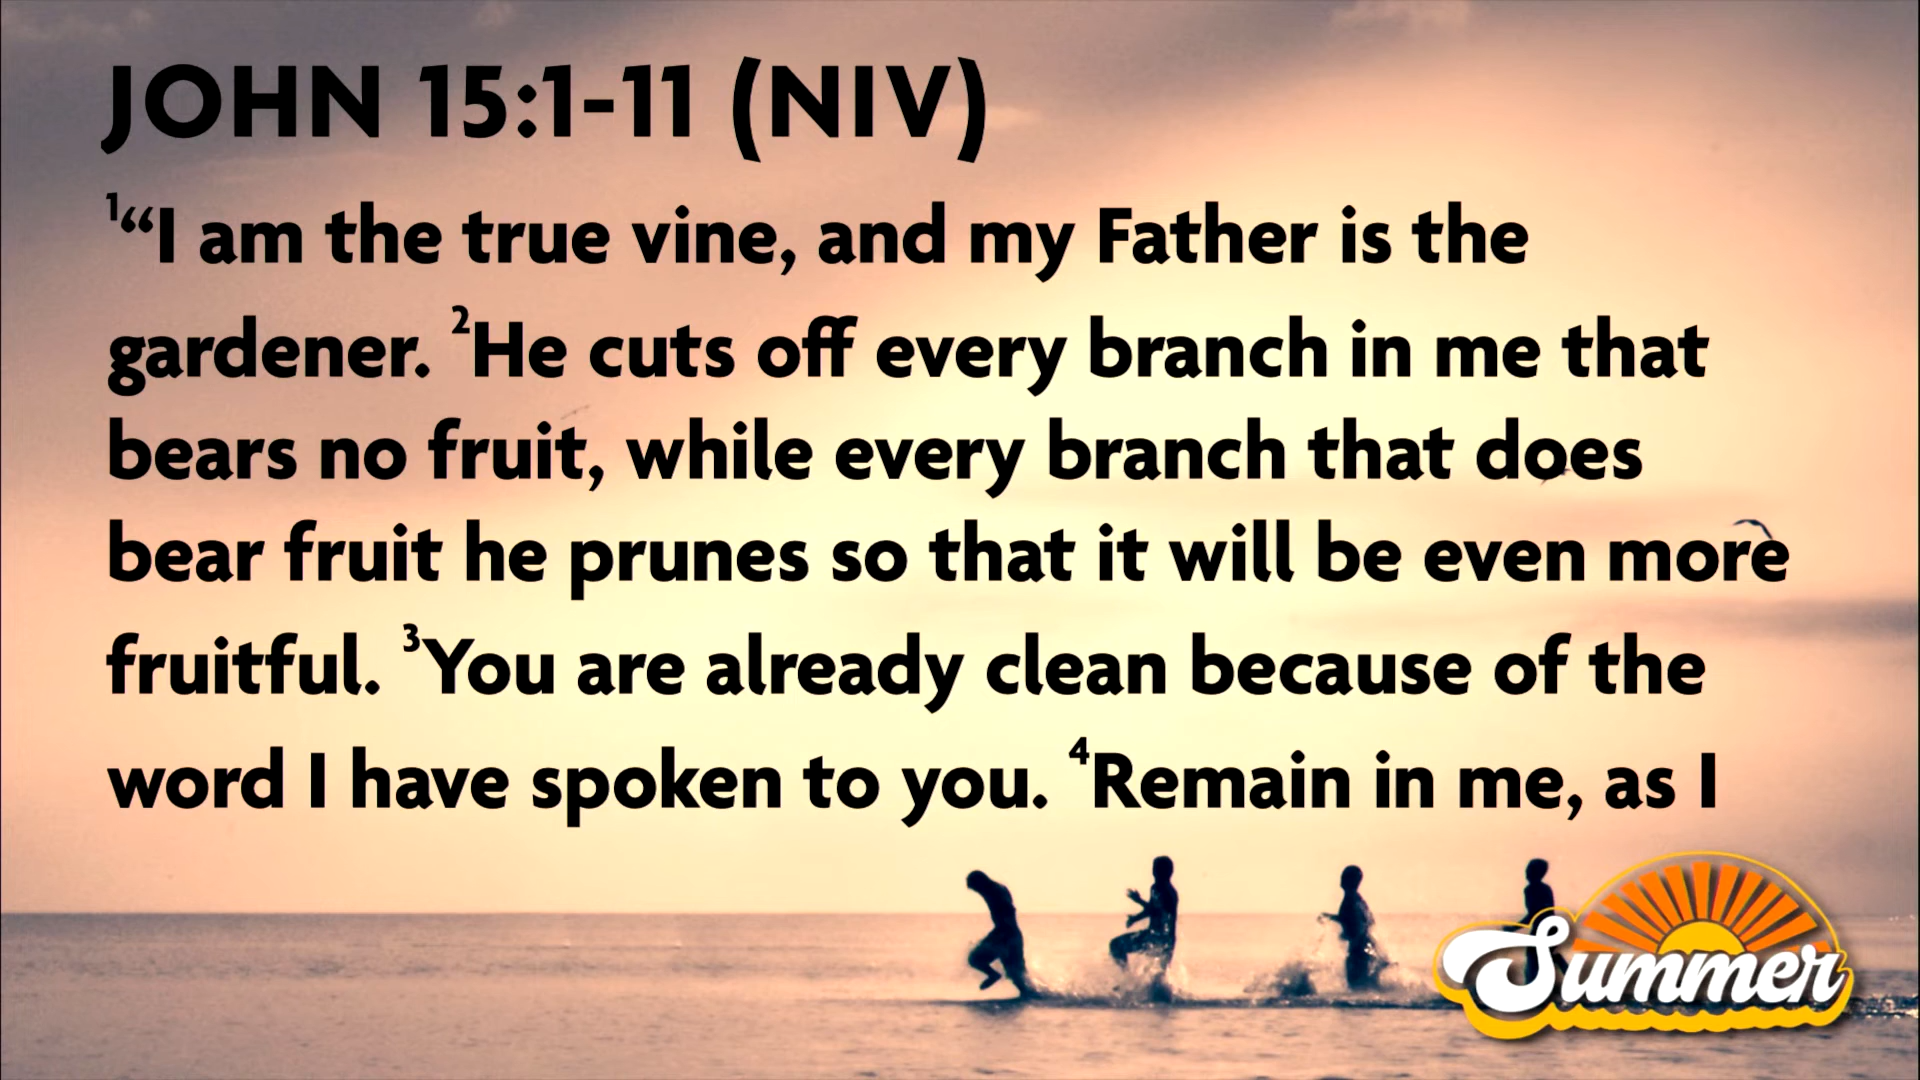 JOHN 15:1-11 (NIV)
¹“I am the true vine, and my Father is the
gardener. ²He cuts off every branch in me that
bears no fruit, while every branch that does
bear fruit he prunes so that it will be even more
fruitful. ³You are already clean because of the
word I have spoken to you. ⁴Remain in me, as I
Summer